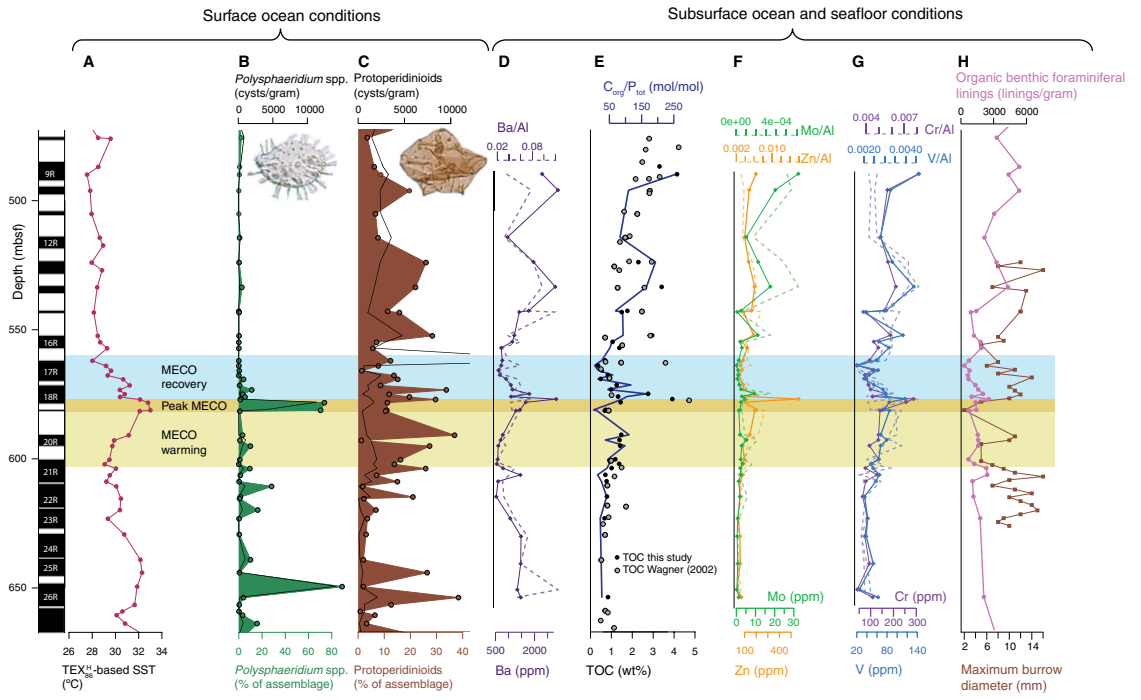 Surface ocean conditions
Subsurface ocean and seafloor conditions
A
B
C
D
E
F
G
H
Polysphaeridium spp.
(cysts/gram)
0 5000 10000
Protoperidinioids
(cysts/gram)
0 5000 10000
Ba/Al
0.02 0.08
Corg/Ptot (mol/mol)
50 150 250
0e+00 4e-04
Mo/Al
0.002 0.010
Zn/Al
0.004 0.007
Cr/Al
0.0020 0.0040
V/Al
Organic benthic foraminiferal
linings (linings/gram)
0 3000 6000
Depth (mbsf)
500
550
600
650
9R
12R
16R
17R
18R
20R
21R
22R
23R
24R
25R
26R
MECO
recovery
Peak MECO
MECO
warming
TOC this study
TOC Wagner (2002)
26 28 30 32 34
TEX86H-based SST
(°C)
0 20 40 60 80
Polysphaeridium spp.
(% of assemblage)
0 10 20 30 40
Protoperidinioids
(% of assemblage)
500 2000
Ba (ppm)
0 1 2 3 4 5
TOC (wt%)
Mo (ppm)
0 5 10 20 30
100 400
Zn (ppm)
Cr (ppm)
50 100 200 300
20 80 140
V (ppm)
2 6 10 14
Maximum burrow
diameter (mm)